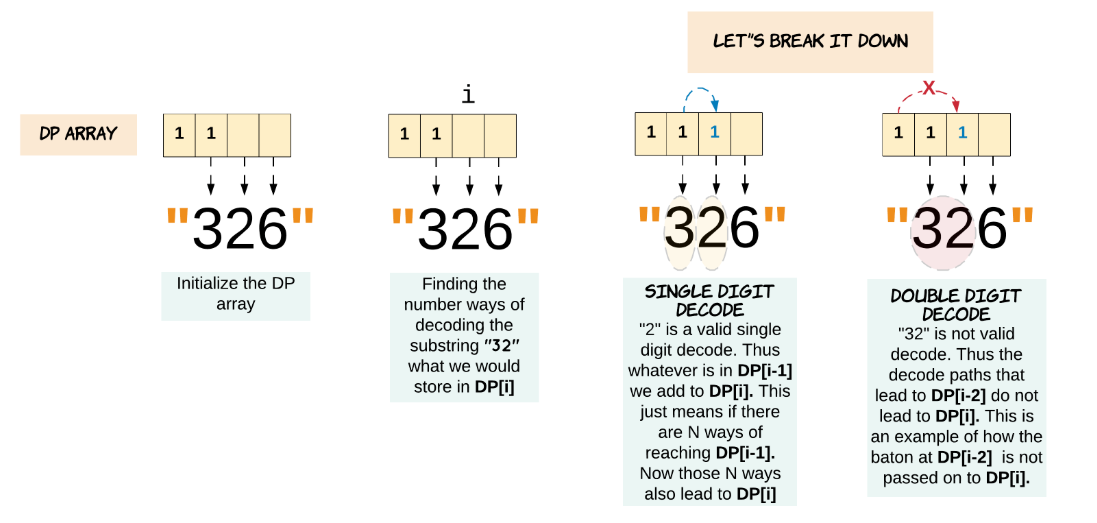 LET"S BREAK IT DOWN
DP ARRAY
1 1
"326"
Initialize the DP
array
i
1 1
"326"
Finding the
number ways of
decoding the
substring "32"
what we would
store in DP[i]
1 1 1
"326"
SINGLE DIGIT
DECODE
"2" is a valid single
digit decode. Thus
whatever is in DP[i-1]
we add to DP[i]. This
just means if there
are N ways of
reaching DP[i-1].
Now those N ways
also lead to DP[i]
X
1 1 1
"326"
DOUBLE DIGIT
DECODE
"32" is not valid
decode. Thus the
decode paths that
lead to DP[i-2] do not
lead to DP[i]. This is
an example of how the
baton at DP[i-2] is not
passed on to DP[i].